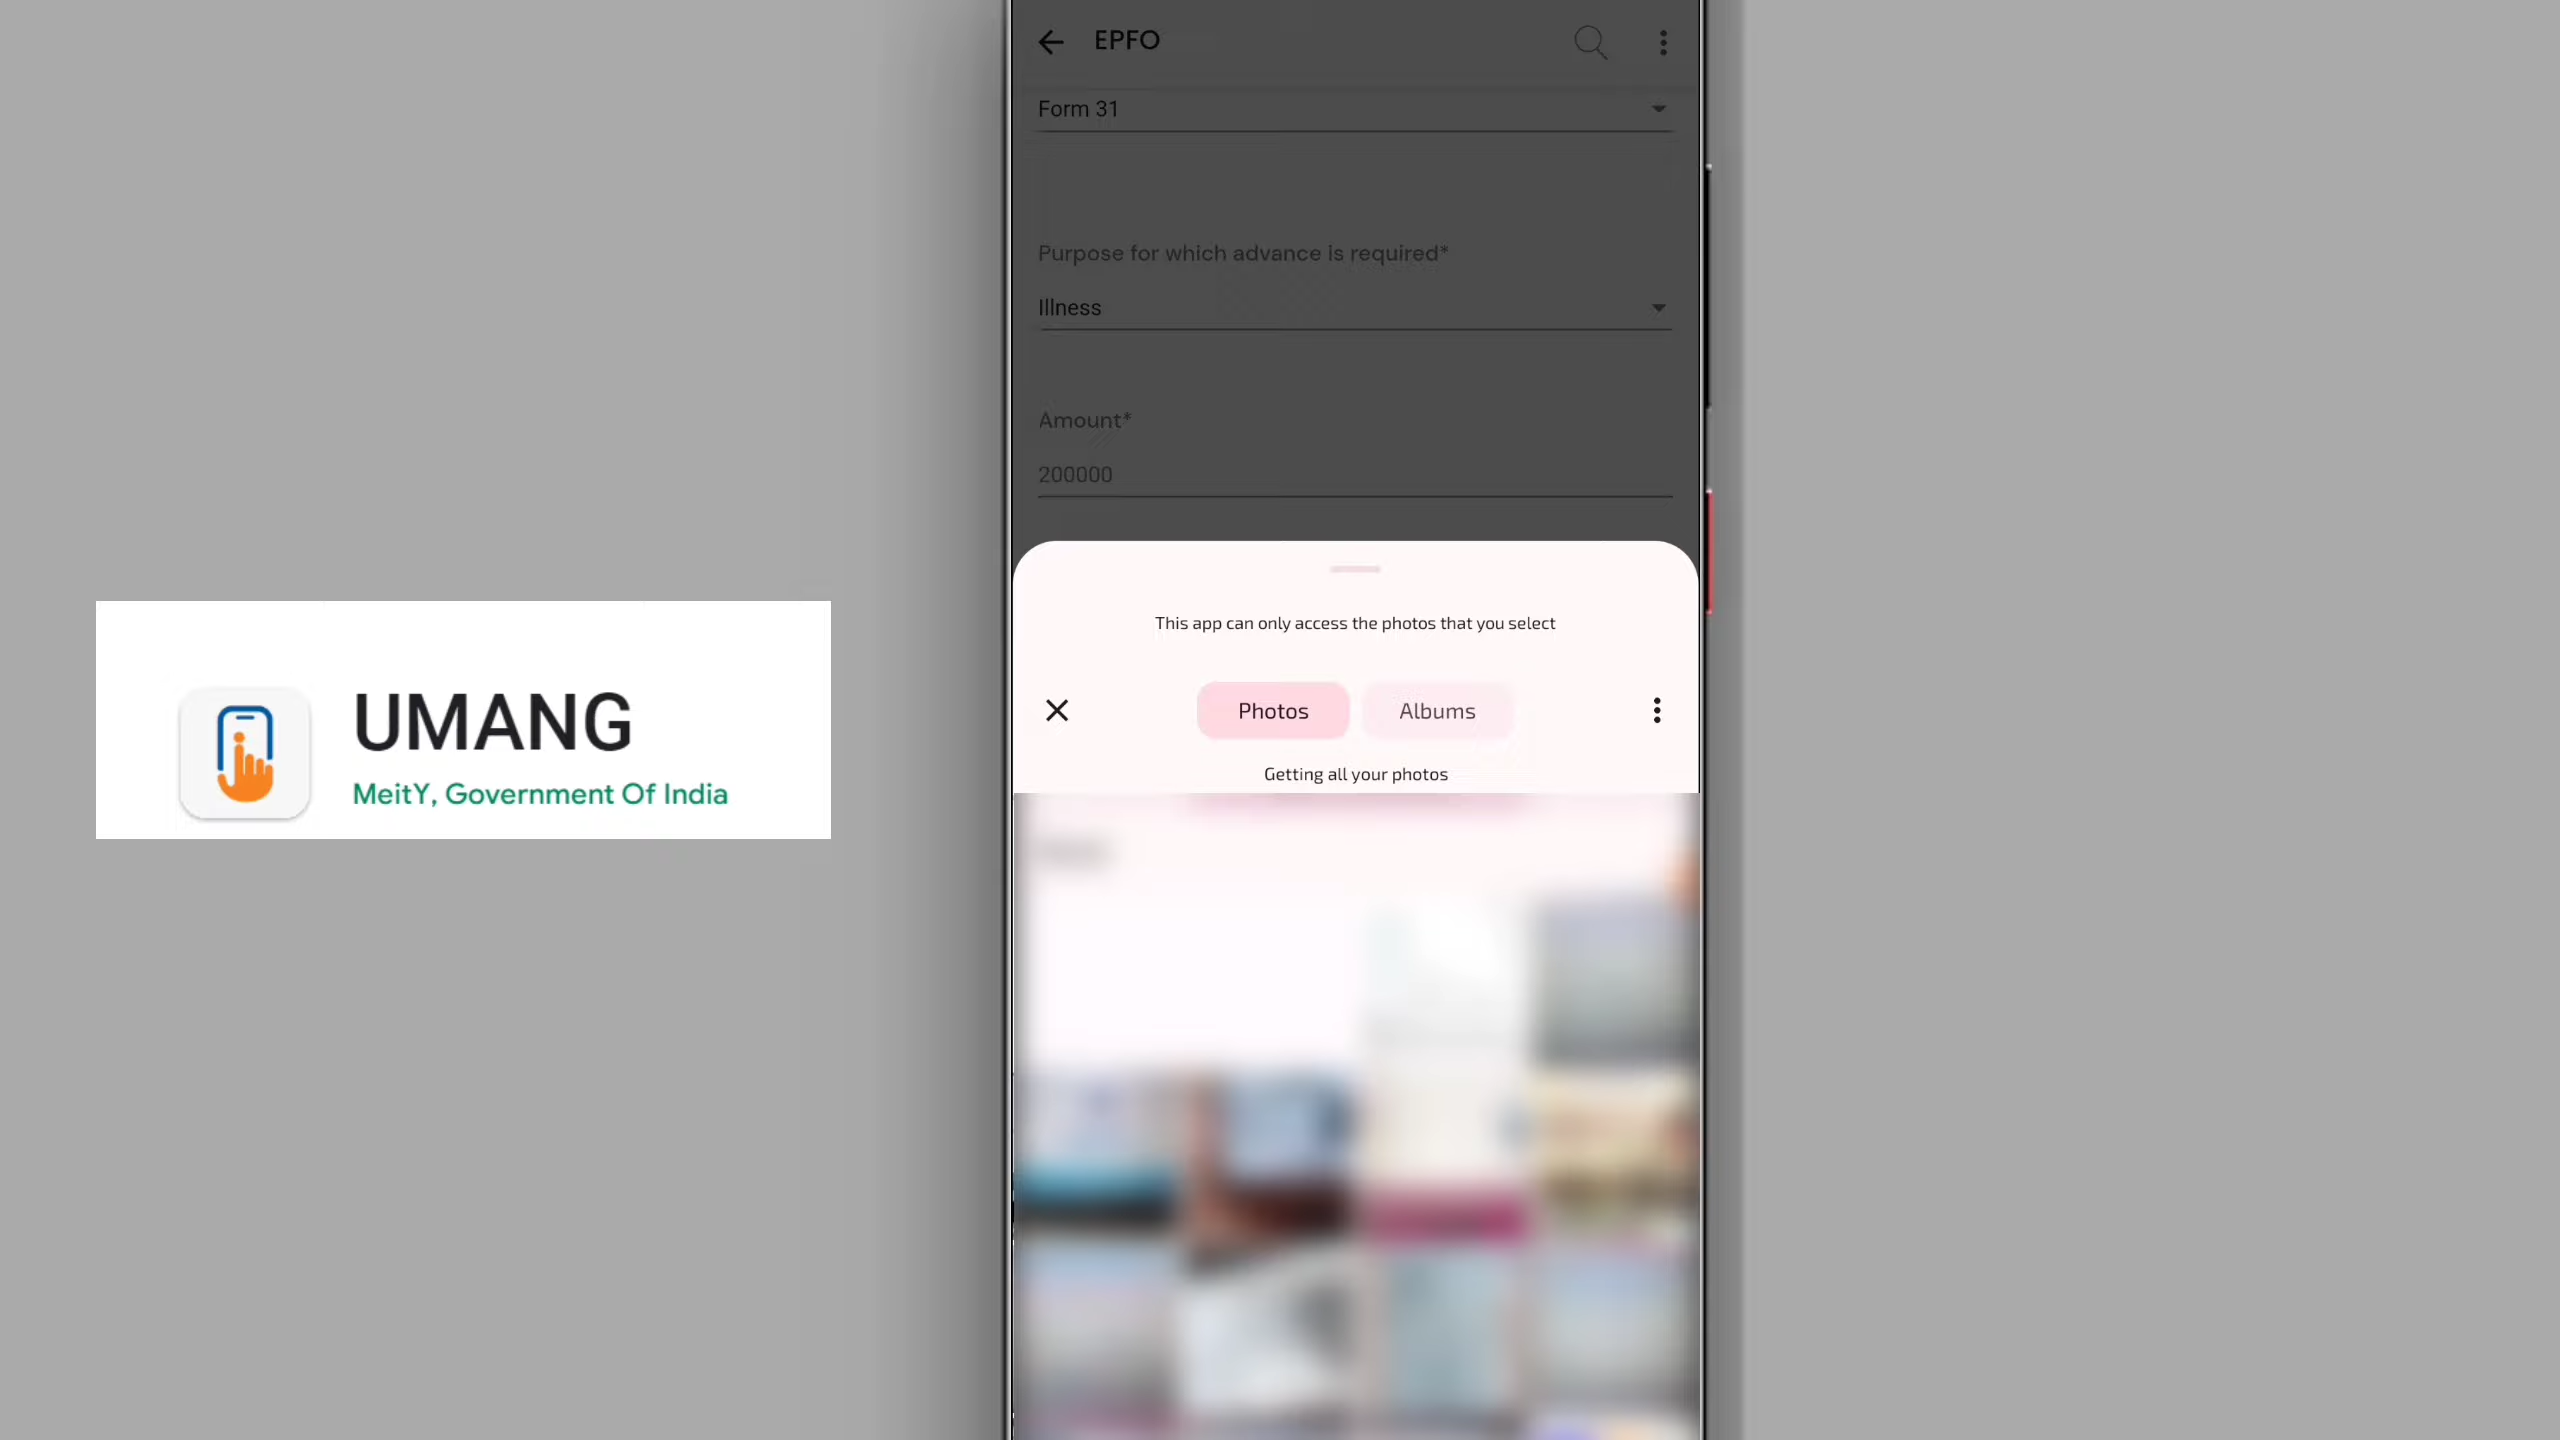 EPFO
Form 31
Purpose for which advance is required*
Illness
Amount*
200000
This app can only access the photos that you select
Photos
Albums
Getting all your photos
UMANG
MeitY, Government Of India